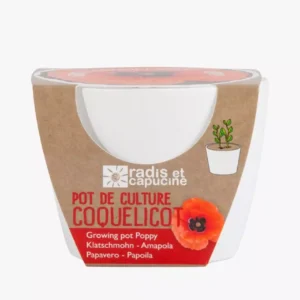 radis et
capucine
POT DE CULTURE
COQUELICOT
Growing pot Poppy
Klatschmohn - Amapola
Papavero - Papoila